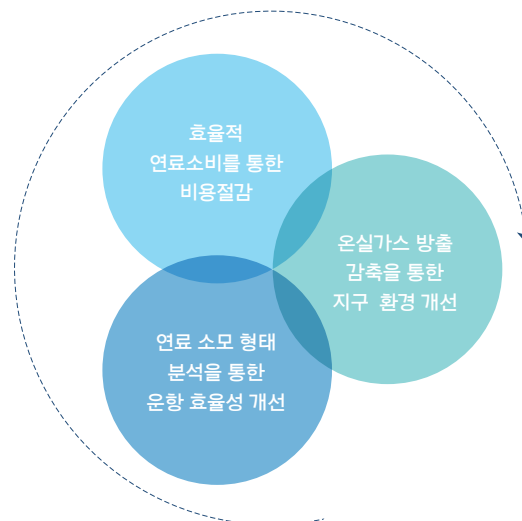 효율적
연료소비를 통한
비용절감
온실가스 방출
감축을 통한
지구 환경 개선
연료 소모 형태
분석을 통한
운항 효율성 개선